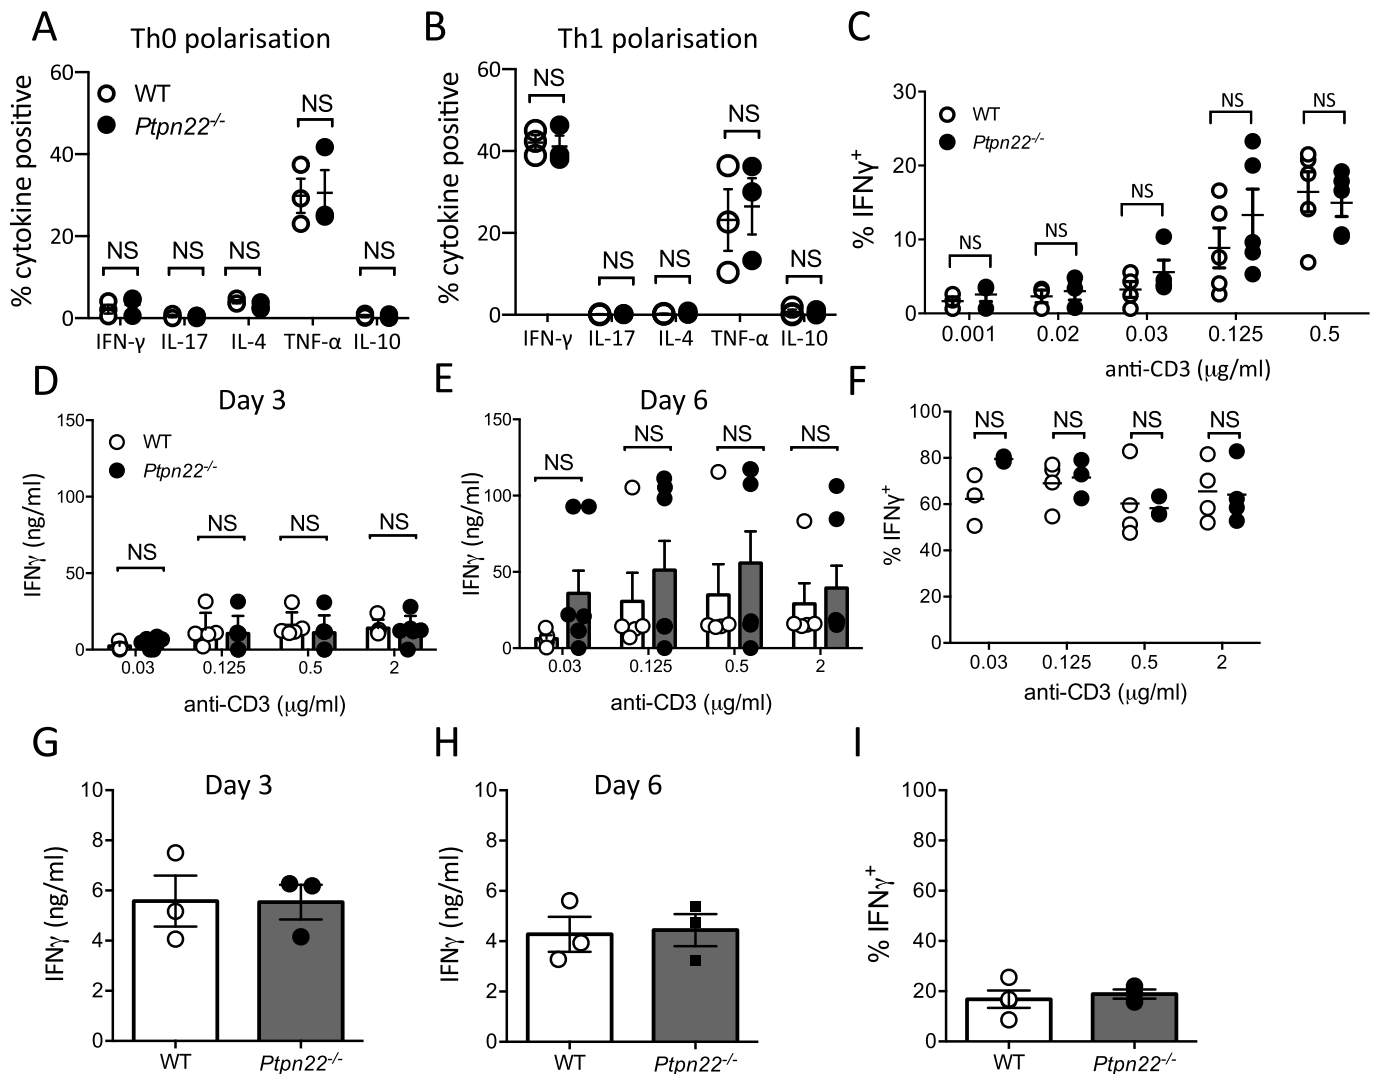 A
Th0 polarisation
% cytokine positive
60
40
20
0
WT
Ptpn22-/-
NS
NS
NS
NS
NS
IFN-γ
IL-17
IL-4
TNF-α
IL-10
B
Th1 polarisation
% cytokine positive
60
40
20
0
NS
NS
NS
NS
NS
IFN-γ
IL-17
IL-4
TNF-α
IL-10
C
% IFNγ+
30
20
10
0
WT
Ptpn22-/-
NS
NS
NS
NS
NS
0.001
0.02
0.03
0.125
0.5
anti-CD3 (μg/ml)
D
Day 3
IFNγ (ng/ml)
150
100
50
0
WT
Ptpn22-/-
NS
NS
NS
NS
0.03
0.125
0.5
2
anti-CD3 (μg/ml)
E
Day 6
IFNγ (ng/ml)
150
100
50
0
NS
NS
NS
NS
0.03
0.125
0.5
2
anti-CD3 (μg/ml)
F
% IFNγ+
100
80
60
40
20
0
NS
NS
NS
NS
0.03
0.125
0.5
2
anti-CD3 (μg/ml)
G
Day 3
IFNγ (ng/ml)
10
8
6
4
2
0
WT
Ptpn22-/-
H
Day 6
IFNγ (ng/ml)
10
8
6
4
2
0
WT
Ptpn22-/-
I
% IFNγ+
100
80
60
40
20
0
WT
Ptpn22-/-